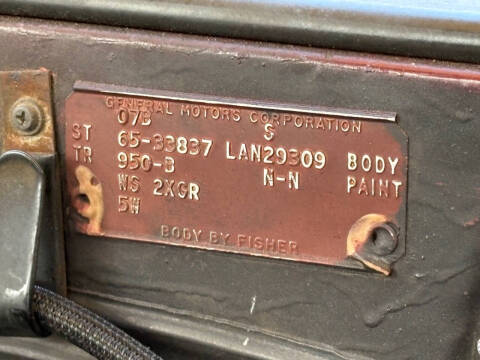 GENERAL MOTORS CORPORATION
07B S
ST 65-33837 LAN29309 BODY
TR 950-B N-N PAINT
WS 2XGR
5W
BODY BY FISHER